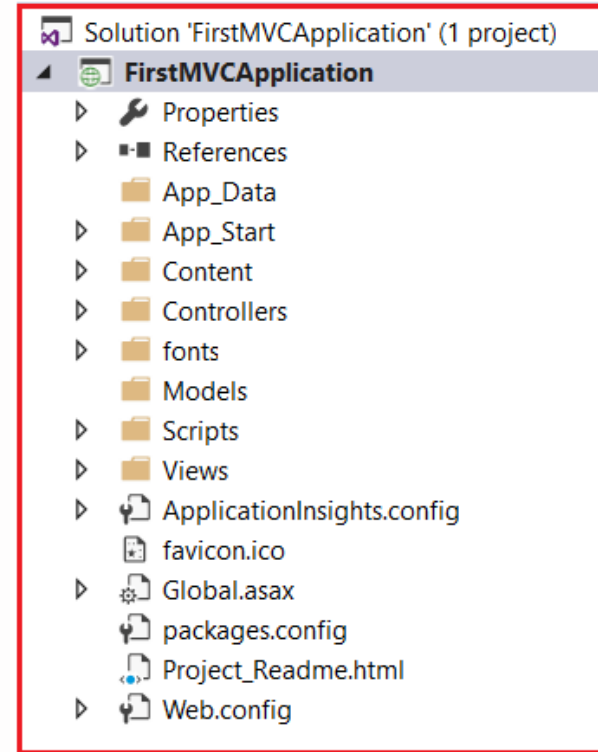 Solution 'FirstMVCApplication' (1 project)
FirstMVCApplication
Properties
References
App_Data
App_Start
Content
Controllers
fonts
Models
Scripts
Views
ApplicationInsights.config
favicon.ico
Global.asax
packages.config
Project_Readme.html
Web.config